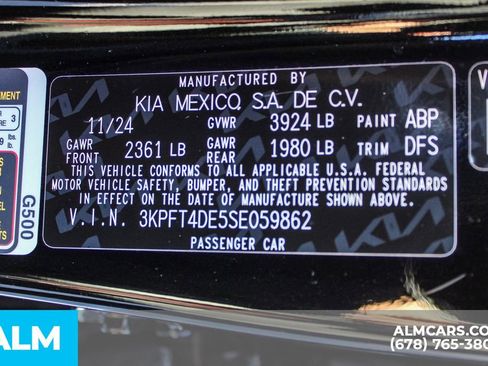 MANUFACTURED BY
KIA MEXICO, S.A. DE C.V.
11/24 GVWR 3924 LB PAINT ABP
GAWR FRONT 2361 LB GAWR REAR 1980 LB TRIM DFS
THIS VEHICLE CONFORMS TO ALL APPLICABLE U.S.A. FEDERAL
MOTOR VEHICLE SAFETY, BUMPER, AND THEFT PREVENTION STANDARDS
IN EFFECT ON THE DATE OF MANUFACTURE SHOWN ABOVE.
V.I.N. 3KPFT4DE5SE059862
PASSENGER CAR
G500
3
lbs.
V
ALM
ALMCARS.CO
(678) 765-380